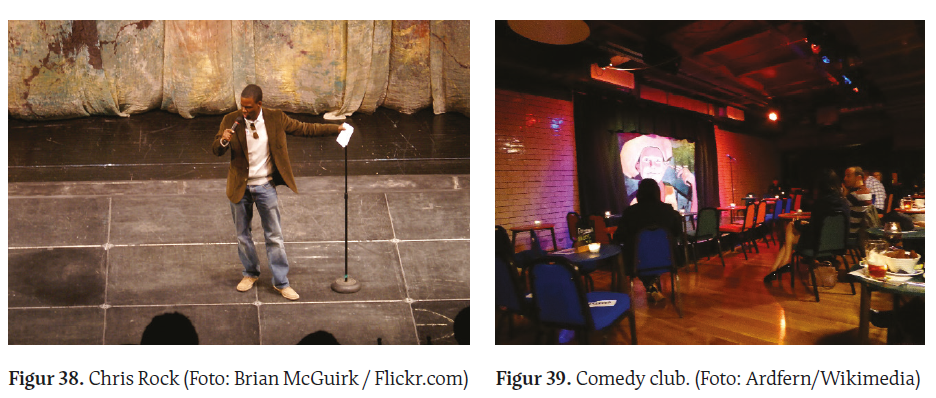 Figur 38. Chris Rock (Foto: Brian McGuirk / Flickr.com)
Figur 39. Comedy club. (Foto: Ardfern/Wikimedia)